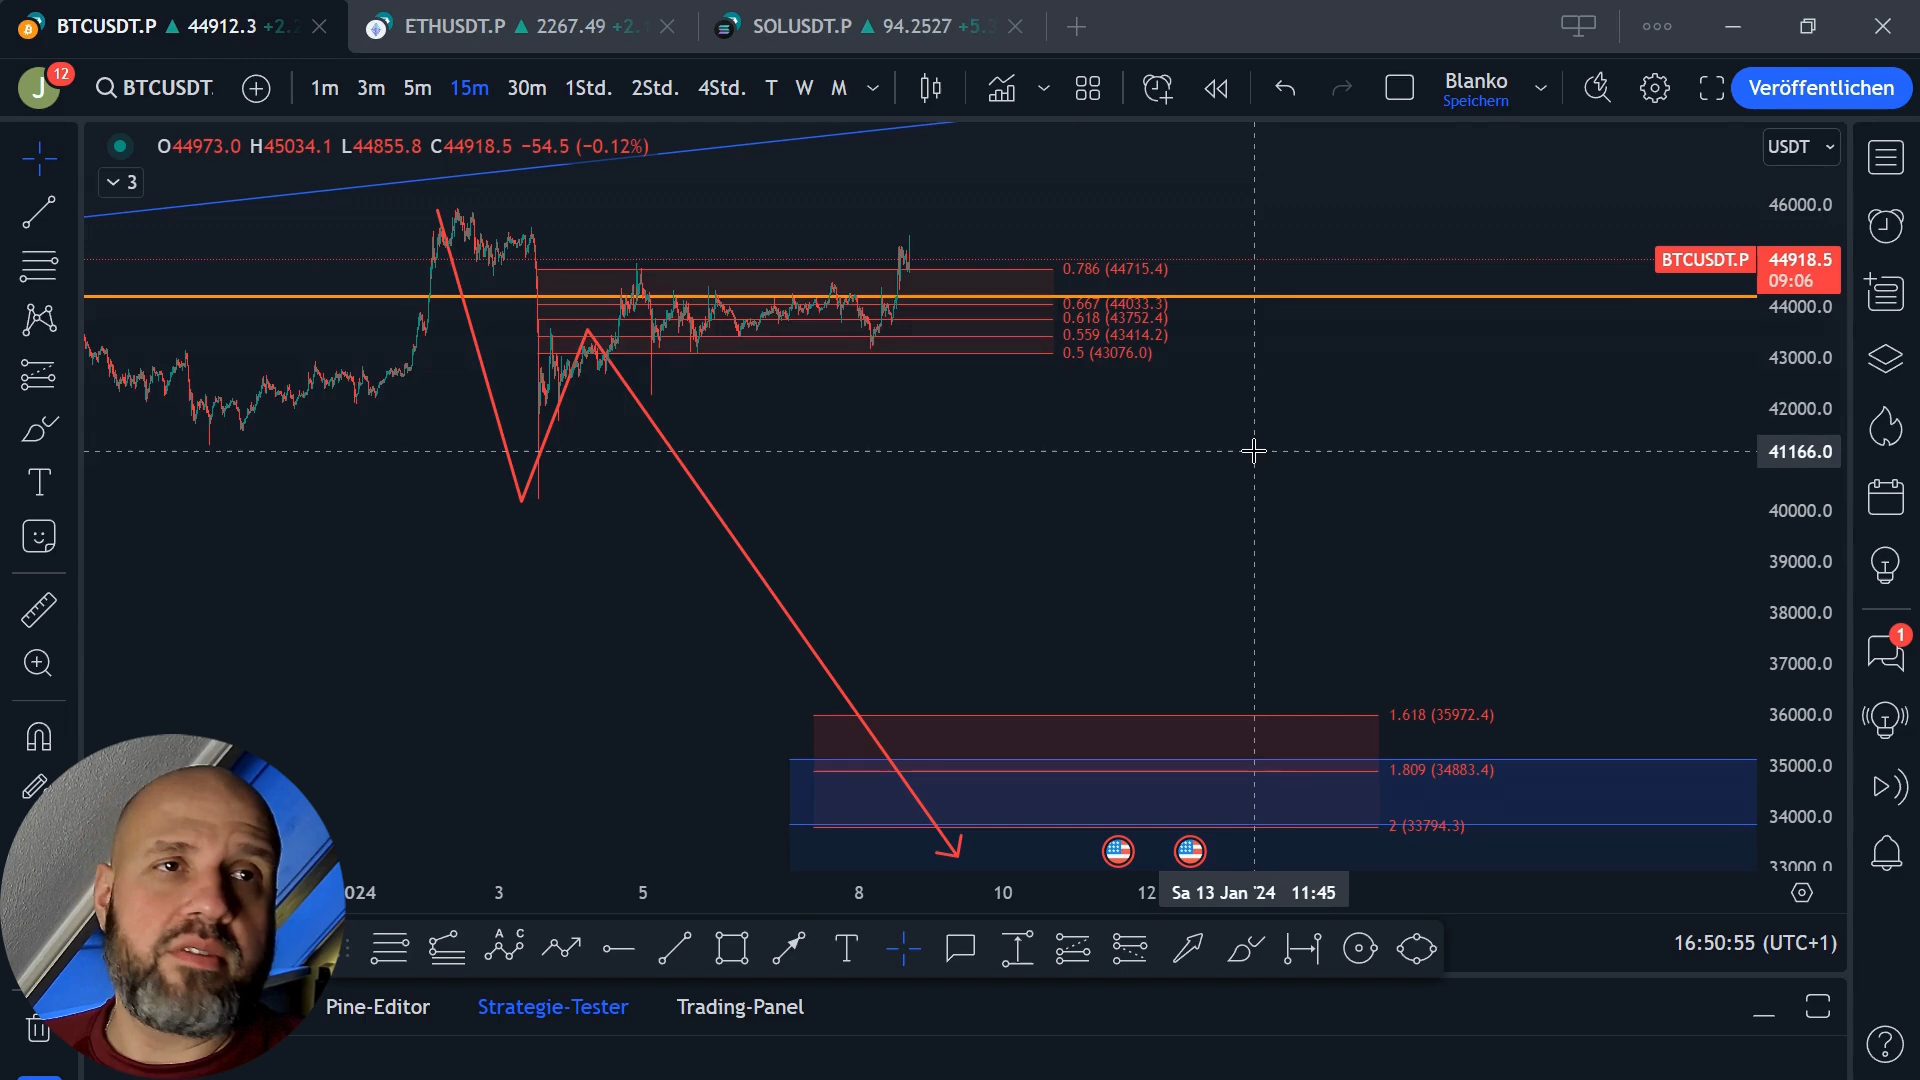 BTCUSDT.P ▲ 44912.3 +2.2
ETHUSDT.P ▲ 2267.49 +2.
SOLUSDT.P ▲ 94.2527 +5.
J 12
BTCUSDT. 1m 3m 5m 15m 30m 1Std. 2Std. 4Std. T W M
Blanko
Speichern
Veröffentlichen
O44973.0 H45034.1 L44855.8 C44918.5 −54.5 (−0.12%)
USDT
3
46000.0
BTCUSDT.P 44918.5
09:06
0.786 (44715.4)
0.667 (44033.3)
44000.0
0.618 (43752.4)
0.559 (43414.2)
0.5 (43076.0)
43000.0
42000.0
41166.0
40000.0
39000.0
38000.0
37000.0
1
1.618 (35972.4)
36000.0
1.809 (34883.4)
35000.0
2 (33794.3)
34000.0
33000.0
024 3 5 8 10 12 Sa 13 Jan '24 11:45
A C
T
16:50:55 (UTC+1)
Pine-Editor Strategie-Tester Trading-Panel